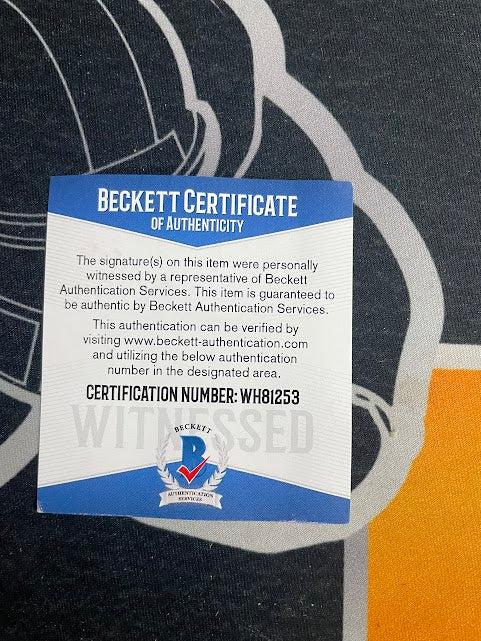 BECKETT CERTIFICATE
OF AUTHENTICITY
The signature(s) on this item were personally
witnessed by a representative of Beckett
Authentication Services. This item is guaranteed to
be authentic by Beckett Authentication Services.
This authentication can be verified by
visiting www.beckett-authentication.com
and utilizing the below authentication
number in the designated area.
CERTIFICATION NUMBER: WH81253
WITNESSED
BECKETT
B
AUTHENTICATION
SERVICES